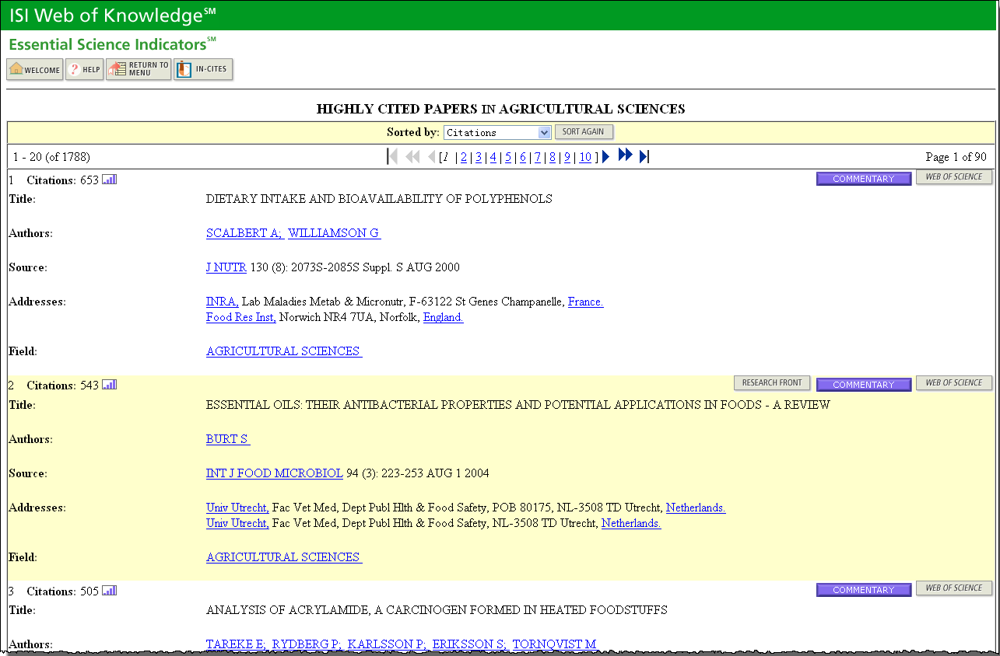 ISI Web of Knowledge℠
Essential Science Indicators℠
WELCOME ? HELP RETURN TO MENU IN-CITES
HIGHLY CITED PAPERS IN AGRICULTURAL SCIENCES
Sorted by: Citations SORT AGAIN
1 - 20 (of 1788) [1 | 2 | 3 | 4 | 5 | 6 | 7 | 8 | 9 | 10 ] Page 1 of 90
1 Citations: 653 COMMENTARY WEB OF SCIENCE
Title: DIETARY INTAKE AND BIOAVAILABILITY OF POLYPHENOLS
Authors: SCALBERT A; WILLIAMSON G
Source: J NUTR 130 (8): 2073S-2085S Suppl. S AUG 2000
Addresses: INRA, Lab Maladies Metab & Micronutr, F-63122 St Genes Champanelle, France.
Food Res Inst, Norwich NR4 7UA, Norfolk, England.
Field: AGRICULTURAL SCIENCES
2 Citations: 543 RESEARCH FRONT COMMENTARY WEB OF SCIENCE
Title: ESSENTIAL OILS: THEIR ANTIBACTERIAL PROPERTIES AND POTENTIAL APPLICATIONS IN FOODS - A REVIEW
Authors: BURT S
Source: INT J FOOD MICROBIOL 94 (3): 223-253 AUG 1 2004
Addresses: Univ Utrecht, Fac Vet Med, Dept Publ Hlth & Food Safety, POB 80175, NL-3508 TD Utrecht, Netherlands.
Univ Utrecht, Fac Vet Med, Dept Publ Hlth & Food Safety, NL-3508 TD Utrecht, Netherlands.
Field: AGRICULTURAL SCIENCES
3 Citations: 505 COMMENTARY WEB OF SCIENCE
Title: ANALYSIS OF ACRYLAMIDE, A CARCINOGEN FORMED IN HEATED FOODSTUFFS
Authors: TAREKE E; RYDBERG P; KARLSSON P; ERIKSSON S; TORNQVIST M